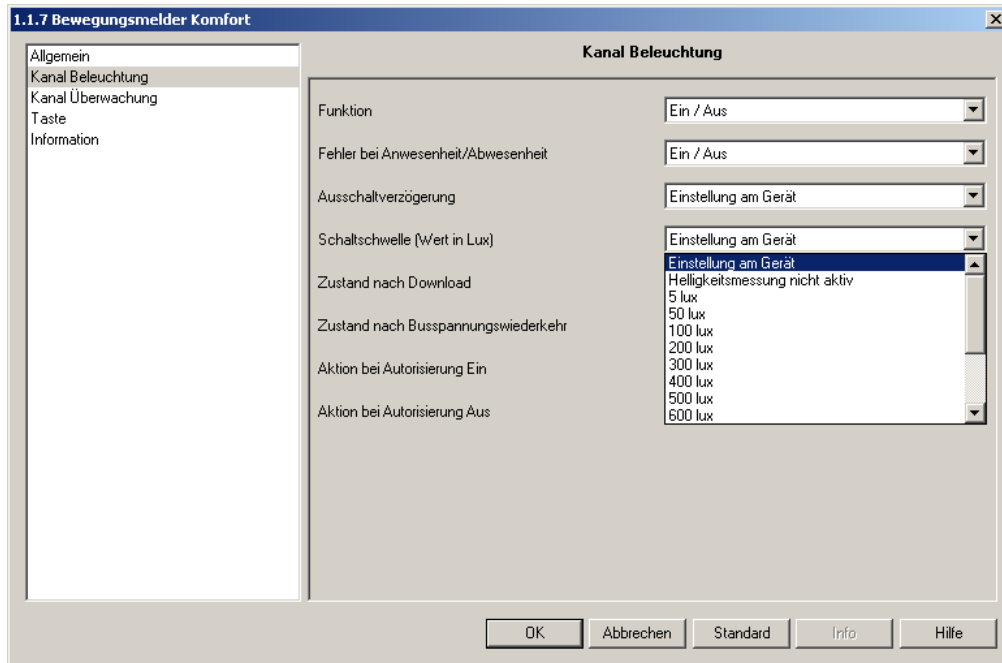 1.1.7 Bewegungsmelder Komfort
Allgemein
Kanal Beleuchtung
Kanal Überwachung
Taste
Information
Kanal Beleuchtung
Funktion
Ein / Aus
Fehler bei Anwesenheit/Abwesenheit
Ein / Aus
Ausschaltverzögerung
Einstellung am Gerät
Schaltschwelle (Wert in Lux)
Einstellung am Gerät
Einstellung am Gerät
Helligkeitsmessung nicht aktiv
5 lux
50 lux
100 lux
200 lux
300 lux
400 lux
500 lux
600 lux
Zustand nach Download
Zustand nach Busspannungswiederkehr
Aktion bei Autorisierung Ein
Aktion bei Autorisierung Aus
OK
Abbrechen
Standard
Info
Hilfe